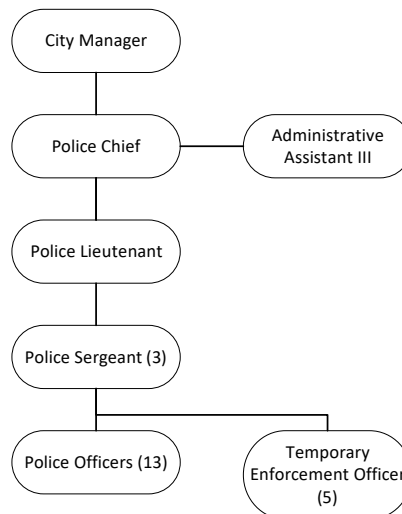 City Manager
Police Chief
Administrative
Assistant III
Police Lieutenant
Police Sergeant (3)
Police Officers (13)
Temporary
Enforcement Officer
(5)